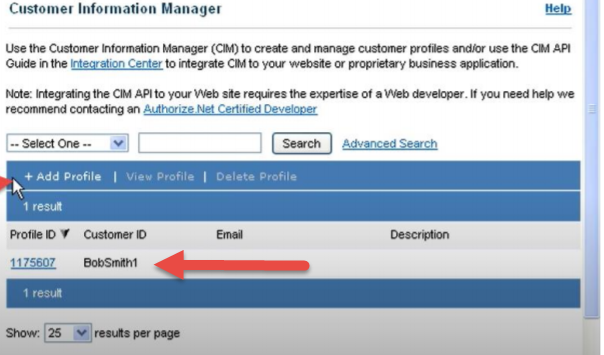 Customer Information Manager Help
Use the Customer Information Manager (CIM) to create and manage customer profiles and/or use the CIM API
Guide in the Integration Center to integrate CIM to your website or proprietary business application.
Note: Integrating the CIM API to your Web site requires the expertise of a Web developer. If you need help we
recommend contacting an Authorize.Net Certified Developer
-- Select One -- Search Advanced Search
+ Add Profile | View Profile | Delete Profile
1 result
Profile ID Customer ID Email Description
1175607 BobSmith1
1 result
Show: 25 results per page